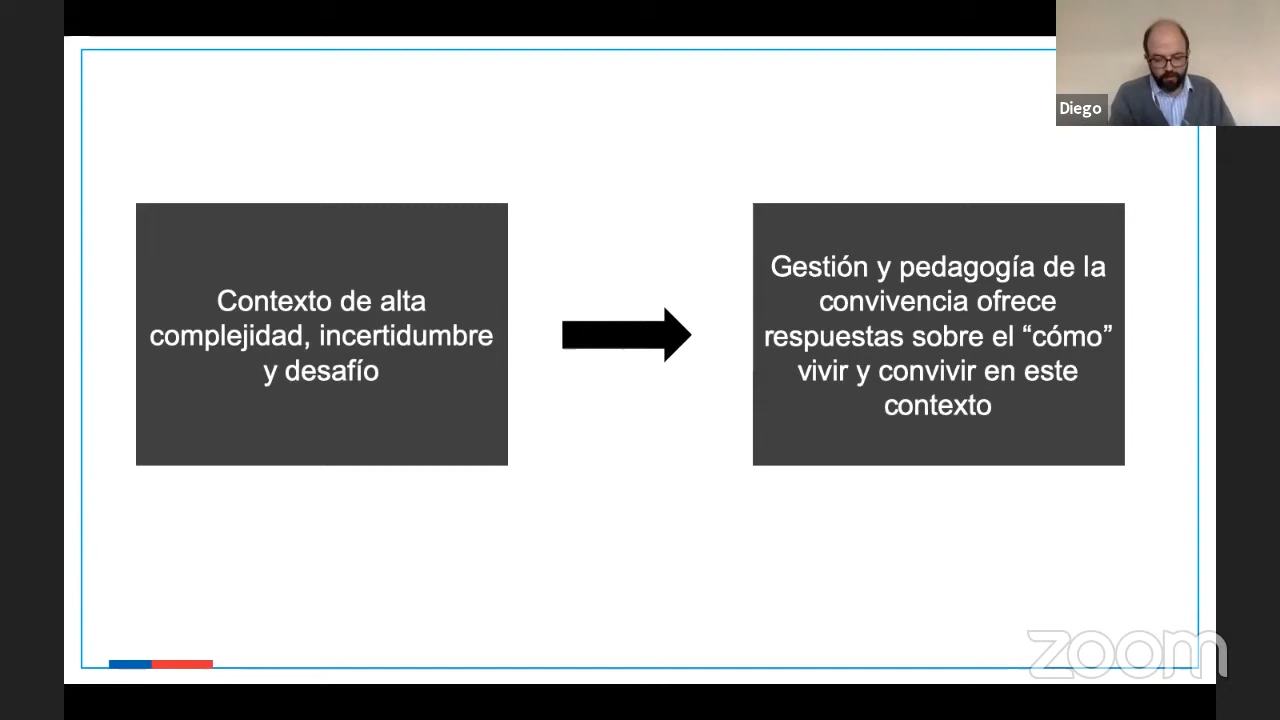 Diego
Contexto de alta
complejidad, incertidumbre
y desafío
Gestión y pedagogía de la
convivencia ofrece
respuestas sobre el “cómo”
vivir y convivir en este
contexto
zoom